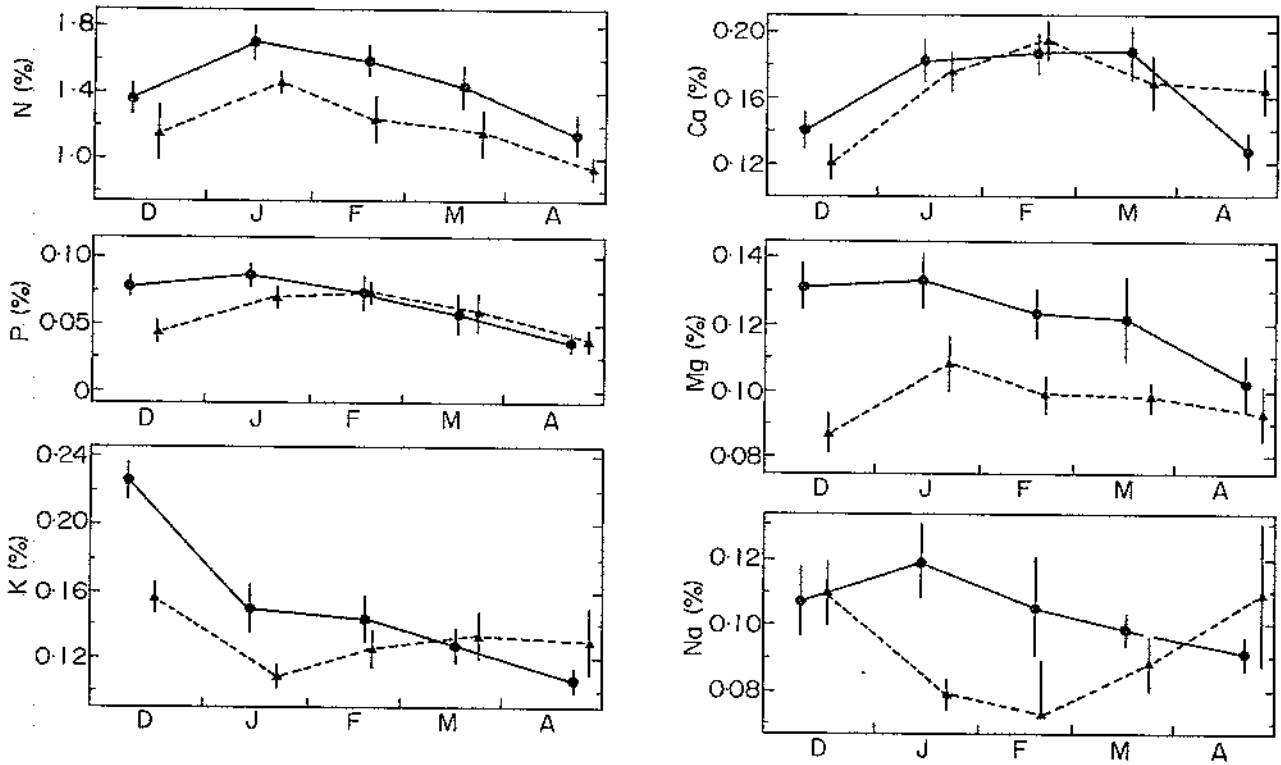 N (%)
1·8
1·4
1·0
D J F M A
P (%)
0·10
0·05
0
D J F M A
K (%)
0·24
0·20
0·16
0·12
D J F M A
Ca (%)
0·20
0·16
0·12
D J F M A
Mg (%)
0·14
0·12
0·10
0·08
D J F M A
Na (%)
0·12
0·10
0·08
D J F M A